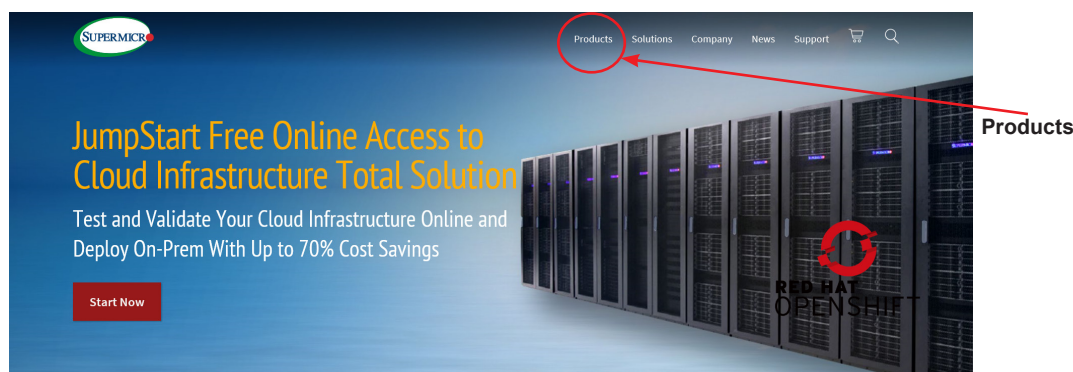 SUPERMICR
Products Solutions Company News Support
Products
JumpStart Free Online Access to
Cloud Infrastructure Total Solution
Test and Validate Your Cloud Infrastructure Online and
Deploy On-Prem With Up to 70% Cost Savings
Start Now
RED HAT
OPENSHIFT